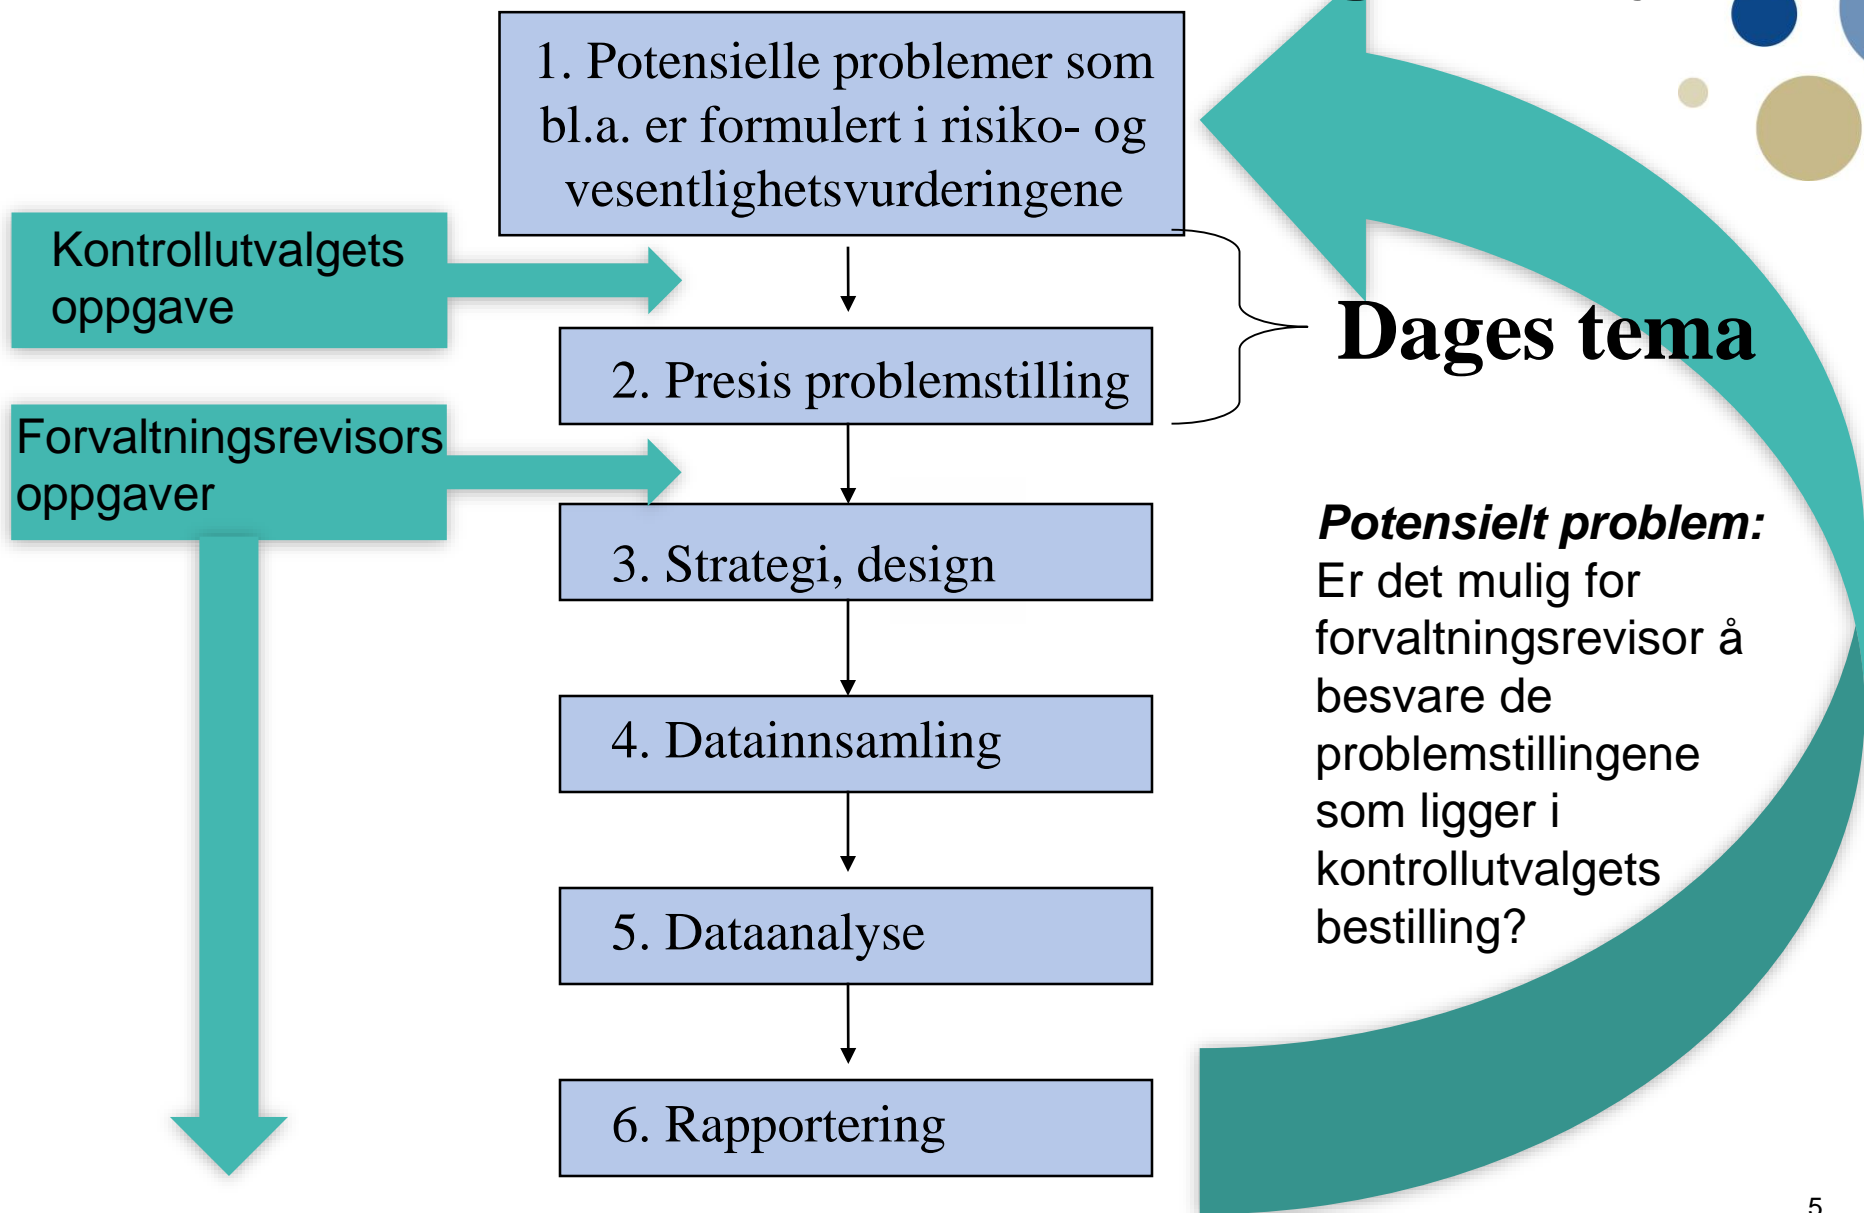 1. Potensielle problemer som
bl.a. er formulert i risiko- og
vesentlighetsvurderingene
Kontrollutvalgets
oppgave
Dages tema
2. Presis problemstilling
Forvaltningsrevisors
oppgaver
3. Strategi, design
Potensielt problem:
Er det mulig for
forvaltningsrevisor å
besvare de
problemstillingene
som ligger i
kontrollutvalgets
bestilling?
4. Datainnsamling
5. Dataanalyse
6. Rapportering
5